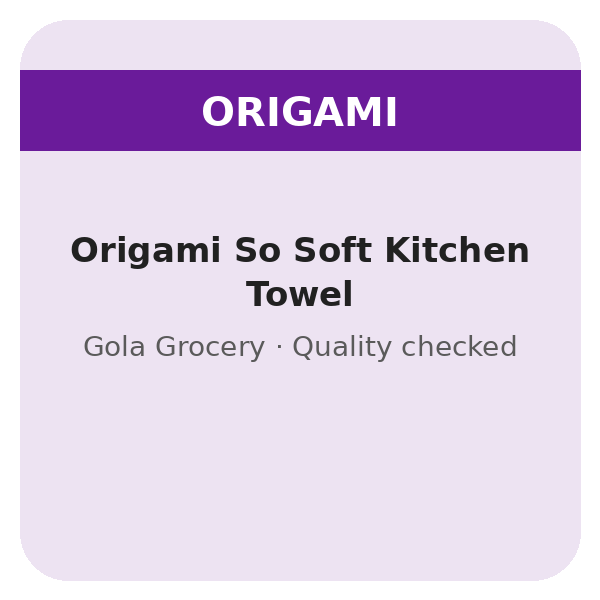 ORIGAMI
Origami So Soft Kitchen
Towel
Gola Grocery · Quality checked